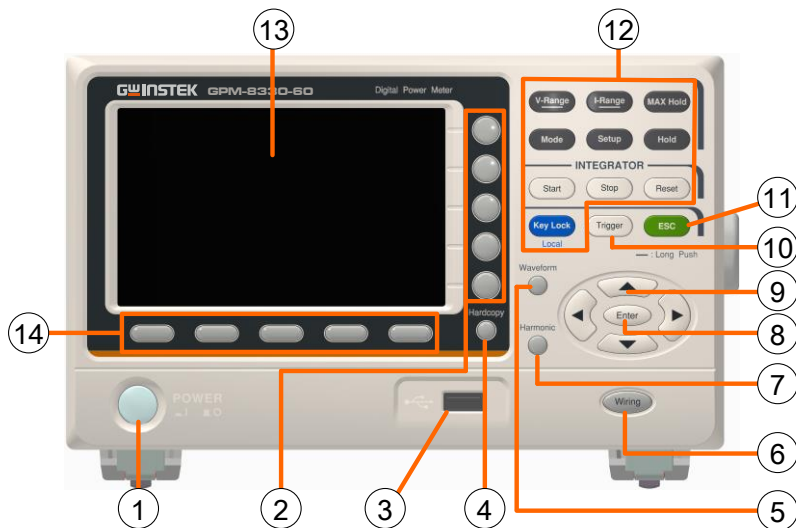 13
12
GWINSTEK GPM-8330-60 Digital Power Meter
V-Range I-Range MAX Hold
Mode Setup Hold
INTEGRATOR
Start Stop Reset
11
Key Lock Trigger ESC
Local
10
— : Long Push
Waveform
9
14
Hardcopy
Enter
8
Harmonic
7
POWER
I O
Wiring
6
1
2
3
4
5